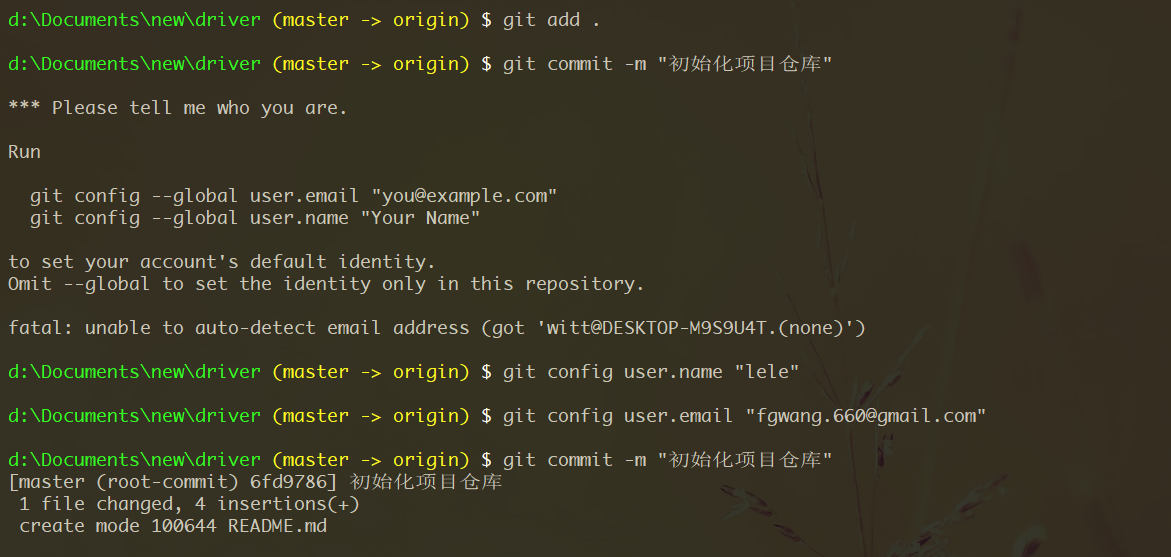 d:\Documents\new\driver (master -> origin) $ git add .
d:\Documents\new\driver (master -> origin) $ git commit -m "初始化项目仓库"
*** Please tell me who you are.
Run
git config --global user.email "you@example.com"
git config --global user.name "Your Name"
to set your account's default identity.
Omit --global to set the identity only in this repository.
fatal: unable to auto-detect email address (got 'witt@DESKTOP-M9S9U4T.(none)')
d:\Documents\new\driver (master -> origin) $ git config user.name "lele"
d:\Documents\new\driver (master -> origin) $ git config user.email "fgwang.660@gmail.com"
d:\Documents\new\driver (master -> origin) $ git commit -m "初始化项目仓库"
[master (root-commit) 6fd9786] 初始化项目仓库
1 file changed, 4 insertions(+)
create mode 100644 README.md